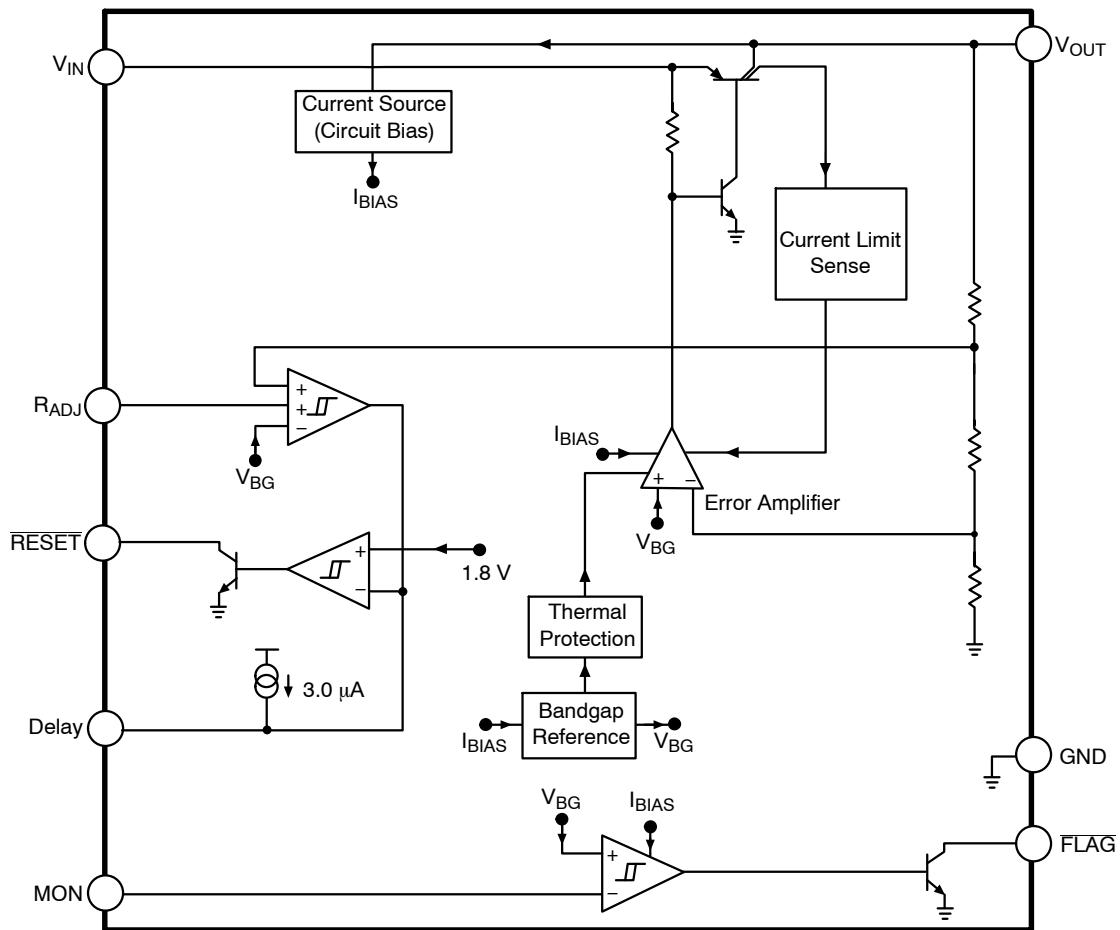 V_IN
V_OUT
Current Source
(Circuit Bias)
I_BIAS
Current Limit
Sense
R_ADJ
+
+
−
V_BG
I_BIAS
+
−
Error Amplifier
V_BG
RESET
+
−
1.8 V
Thermal
Protection
3.0 μA
Delay
I_BIAS
Bandgap
Reference
V_BG
GND
V_BG
I_BIAS
+
−
FLAG
MON